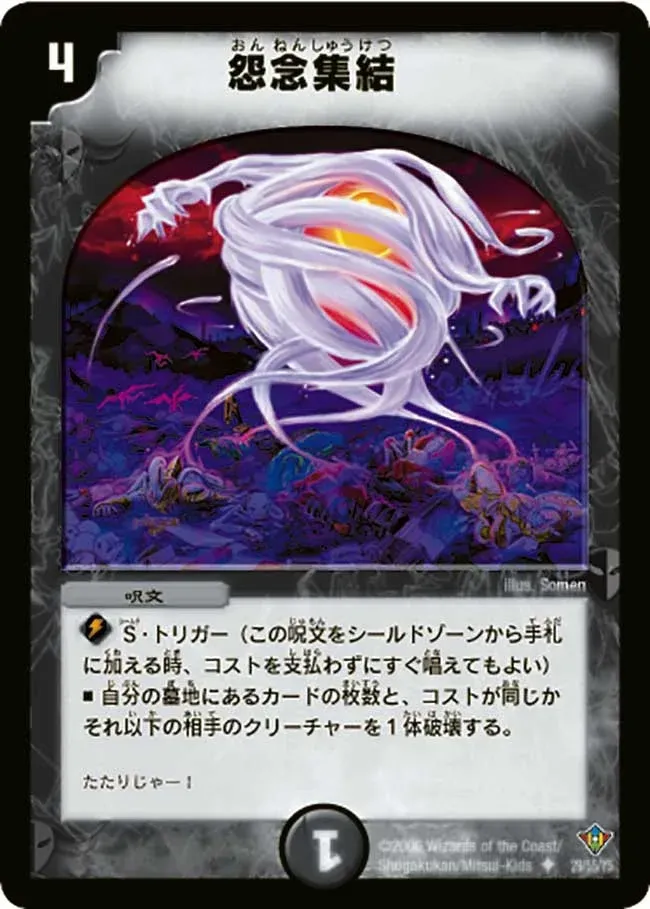 4
おんねんしゅうけつ
怨念集結
illus. Somen
呪文
S・トリガー（この呪文をシールドゾーンから手札
に加える時、コストを支払わずにすぐ唱えてもよい）
■ 自分の墓地にあるカードの枚数と、コストが同じか
それ以下の相手のクリーチャーを1体破壊する。
たたりじゃー！
1
©2006 Wizards of the Coast/
Shogakukan/Mitsui-Kids ◆